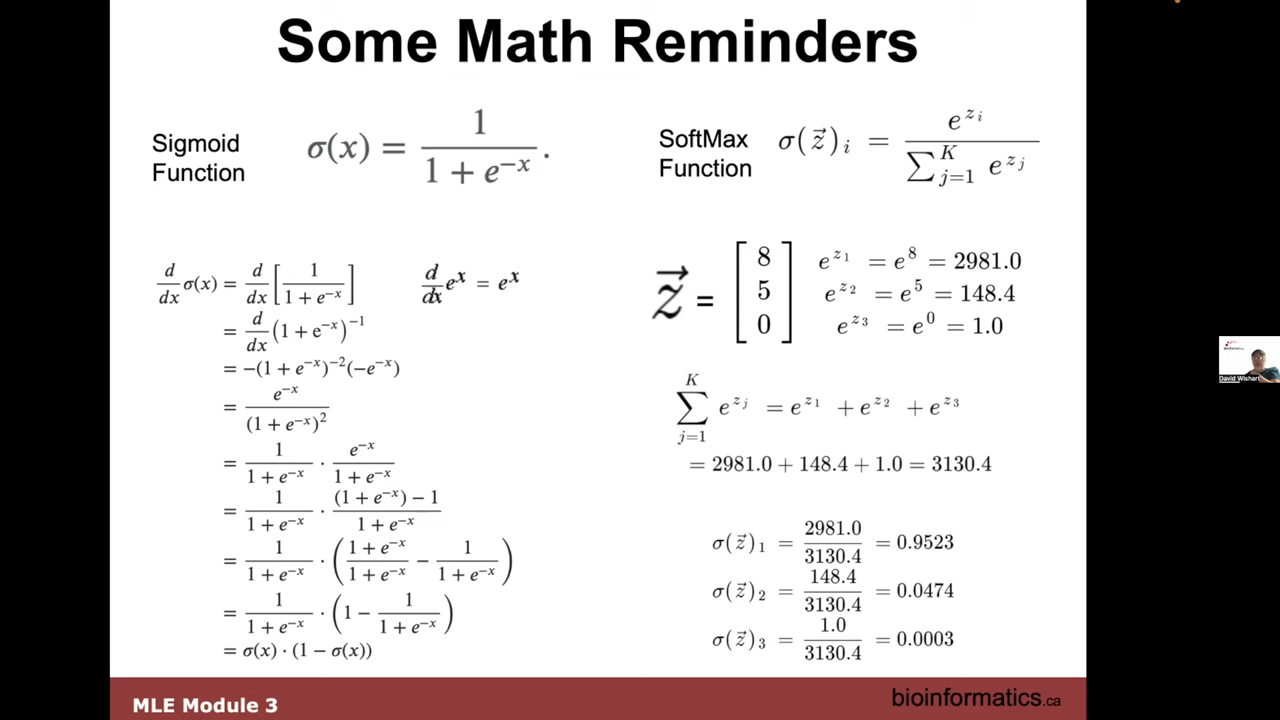 Some Math Reminders
Sigmoid
Function
σ(x) = 1 / (1 + e^{−x}) .
d/dx σ(x) = d/dx [ 1 / (1 + e^{−x}) ]
d/dx e^x = e^x
= d/dx (1 + e^{−x})^{−1}
= −(1 + e^{−x})^{−2}(−e^{−x})
= e^{−x} / (1 + e^{−x})^2
= 1 / (1 + e^{−x}) · e^{−x} / (1 + e^{−x})
= 1 / (1 + e^{−x}) · ((1 + e^{−x}) − 1) / (1 + e^{−x})
= 1 / (1 + e^{−x}) · ( (1 + e^{−x}) / (1 + e^{−x}) − 1 / (1 + e^{−x}) )
= 1 / (1 + e^{−x}) · ( 1 − 1 / (1 + e^{−x}) )
= σ(x) · (1 − σ(x))
SoftMax
Function
σ(z⃗)_i = e^{z_i} / ∑_{j=1}^{K} e^{z_j}
z⃗ = [ 8 5 0 ]
e^{z_1} = e^8 = 2981.0
e^{z_2} = e^5 = 148.4
e^{z_3} = e^0 = 1.0
∑_{j=1}^{K} e^{z_j} = e^{z_1} + e^{z_2} + e^{z_3}
= 2981.0 + 148.4 + 1.0 = 3130.4
σ(z⃗)_1 = 2981.0 / 3130.4 = 0.9523
σ(z⃗)_2 = 148.4 / 3130.4 = 0.0474
σ(z⃗)_3 = 1.0 / 3130.4 = 0.0003
David Wishart
MLE Module 3
bioinformatics.ca